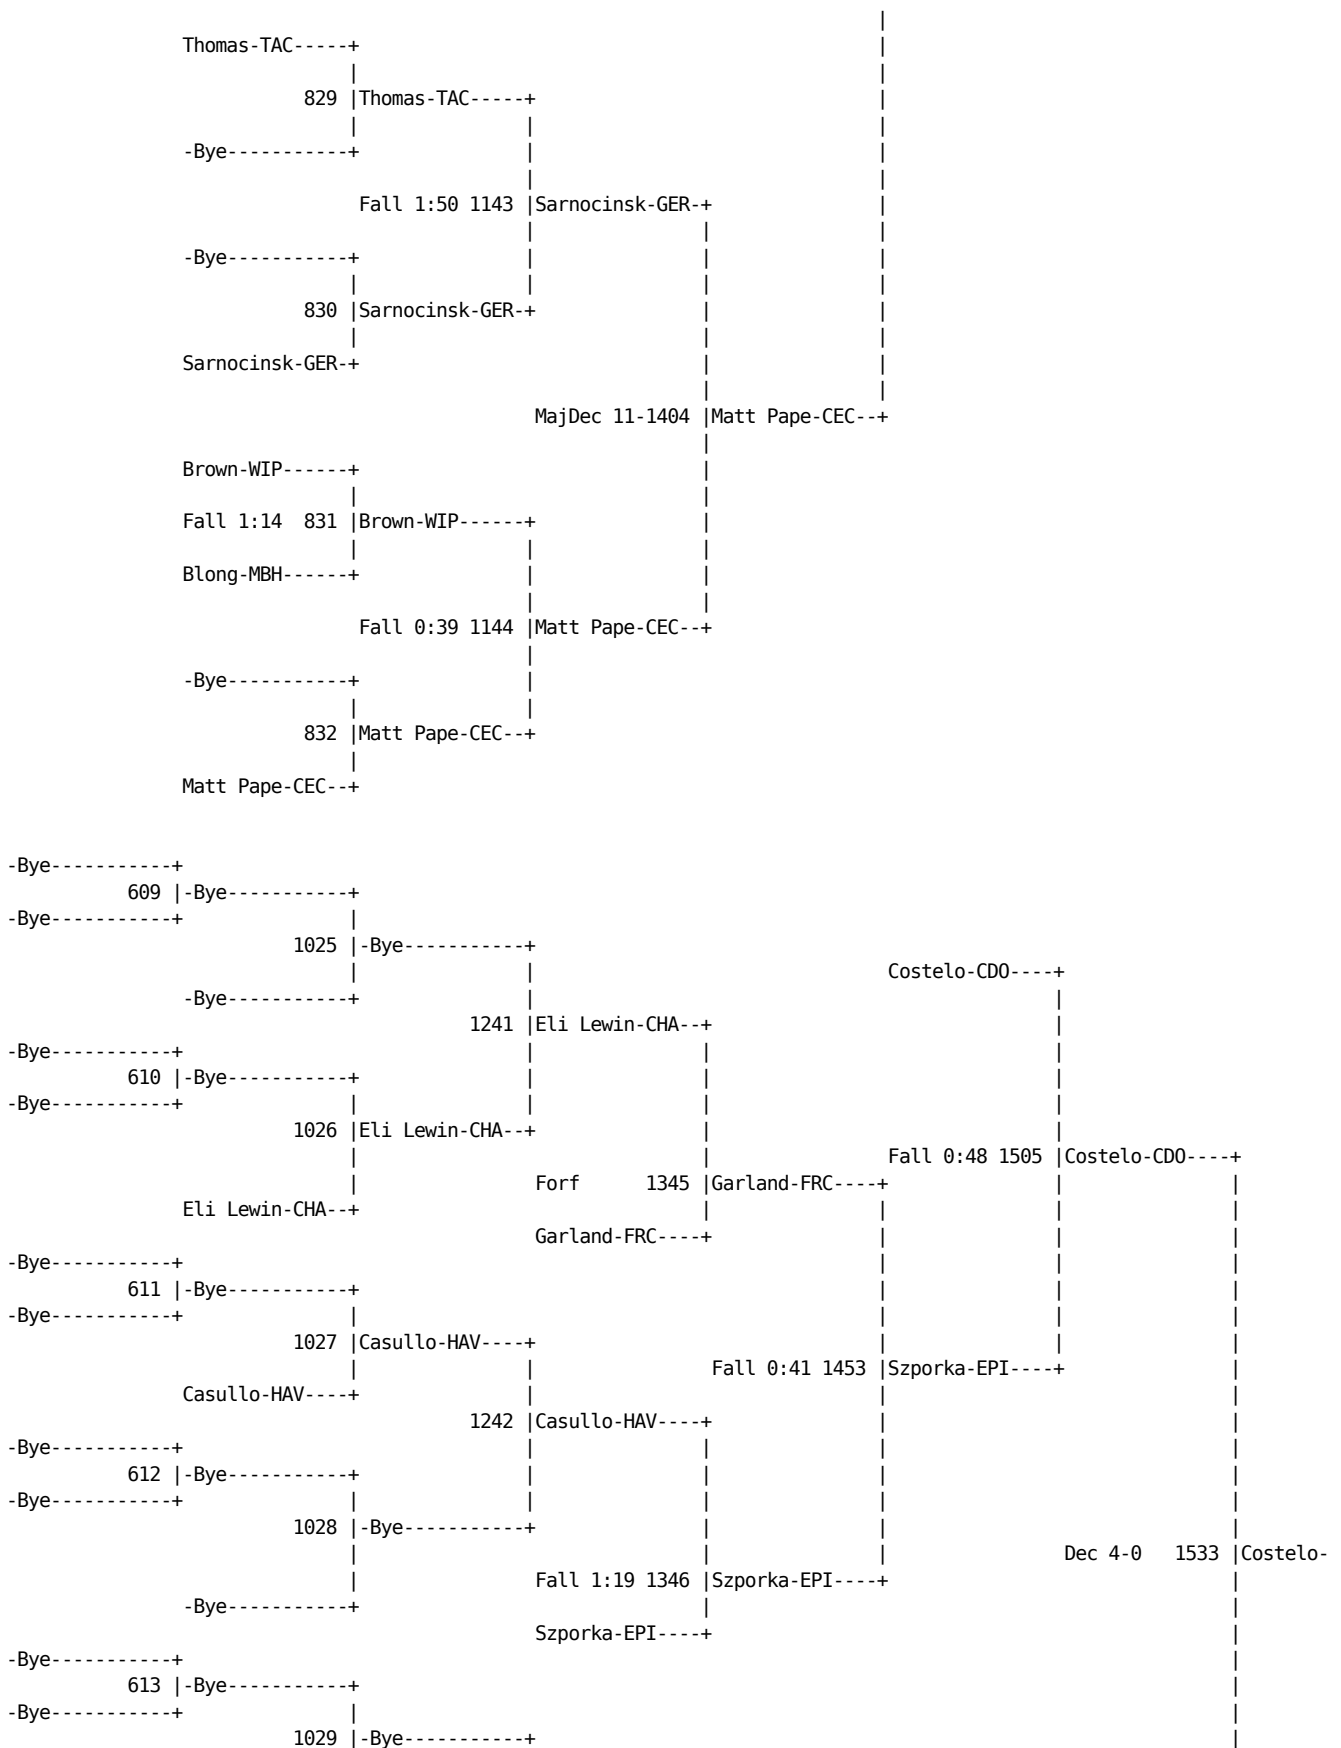 Thomas-TAC-----+
829 |Thomas-TAC-----+
-Bye-----------+
Fall 1:50 1143 |Sarnocinsk-GER-+
-Bye-----------+
830 |Sarnocinsk-GER-+
Sarnocinsk-GER-+
MajDec 11-1404 |Matt Pape-CEC--+
Brown-WIP------+
Fall 1:14  831 |Brown-WIP------+
Blong-MBH------+
Fall 0:39 1144 |Matt Pape-CEC--+
-Bye-----------+
832 |Matt Pape-CEC--+
Matt Pape-CEC--+
-Bye-----------+
609 |-Bye-----------+
-Bye-----------+
1025 |-Bye-----------+
Costelo-CDO----+
-Bye-----------+
1241 |Eli Lewin-CHA--+
-Bye-----------+
610 |-Bye-----------+
-Bye-----------+
1026 |Eli Lewin-CHA--+
Fall 0:48 1505 |Costelo-CDO----+
Forf      1345 |Garland-FRC----+
Eli Lewin-CHA--+
Garland-FRC----+
-Bye-----------+
611 |-Bye-----------+
-Bye-----------+
1027 |Casullo-HAV----+
Fall 0:41 1453 |Szporka-EPI----+
Casullo-HAV----+
1242 |Casullo-HAV----+
-Bye-----------+
612 |-Bye-----------+
-Bye-----------+
1028 |-Bye-----------+
Dec 4-0   1533 |Costelo-
Fall 1:19 1346 |Szporka-EPI----+
-Bye-----------+
Szporka-EPI----+
-Bye-----------+
613 |-Bye-----------+
-Bye-----------+
1029 |-Bye-----------+